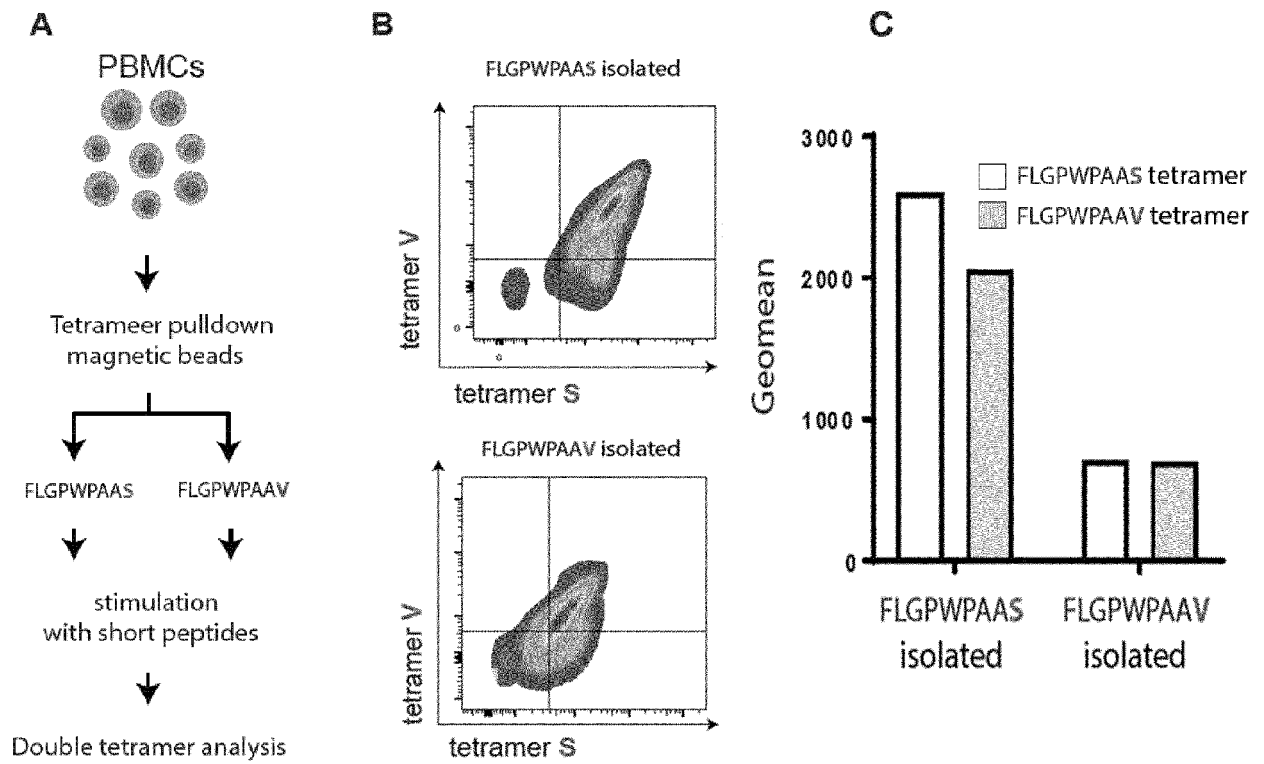 A
PBMCs
Tetrameer pulldown
magnetic beads
FLGPWPAAS
FLGPWPAAV
stimulation
with short peptides
Double tetramer analysis
B
FLGPWPAAS isolated
tetramer V
tetramer S
FLGPWPAAV isolated
tetramer V
tetramer S
C
3000
2000
1000
0
Geomean
FLGPWPAAS tetramer
FLGPWPAAV tetramer
FLGPWPAAS
isolated
FLGPWPAAV
isolated